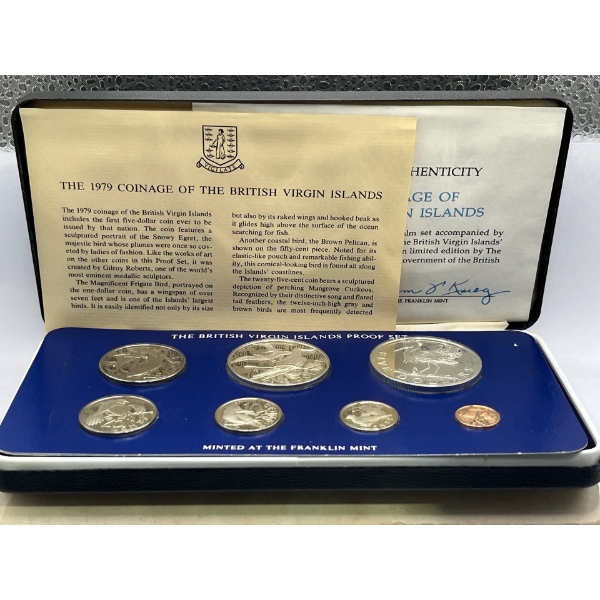 VIGILATE
THE 1979 COINAGE OF THE BRITISH VIRGIN ISLANDS
The 1979 coinage of the British Virgin Islands
includes the first five-dollar coin ever to be
issued by that nation. The coin features a
sculptured portrait of the Snowy Egret, the
majestic bird whose plumes were once so cov-
eted by ladies of fashion. Like the works of art
on the other coins in this Proof Set, it was
created by Gilroy Roberts, one of the world's
most eminent medallic sculptors.
The Magnificent Frigate Bird, portrayed on
the one-dollar coin, has a wingspan of over
seven feet and is one of the Islands' largest
birds. It is easily identified not only by its size
but also by its raked wings and hooked beak as
it glides high above the surface of the ocean
searching for fish.
Another coastal bird, the Brown Pelican, is
shown on the fifty-cent piece. Noted for its
elastic-like pouch and remarkable fishing abil-
ity, this comical-looking bird is found all along
the Islands' coastlines.
The twenty-five-cent coin bears a sculptured
depiction of perching Mangrove Cuckoos.
Recognized by their distinctive song and flared
tail feathers, the twelve-inch-high gray and
brown birds are most frequently detected
HENTICITY
AGE OF
N ISLANDS
lm set accompanied by
he British Virgin Islands'
n limited edition by The
Government of the British
THE FRANKLIN MINT
THE BRITISH VIRGIN ISLANDS PROOF SET
MINTED AT THE FRANKLIN MINT